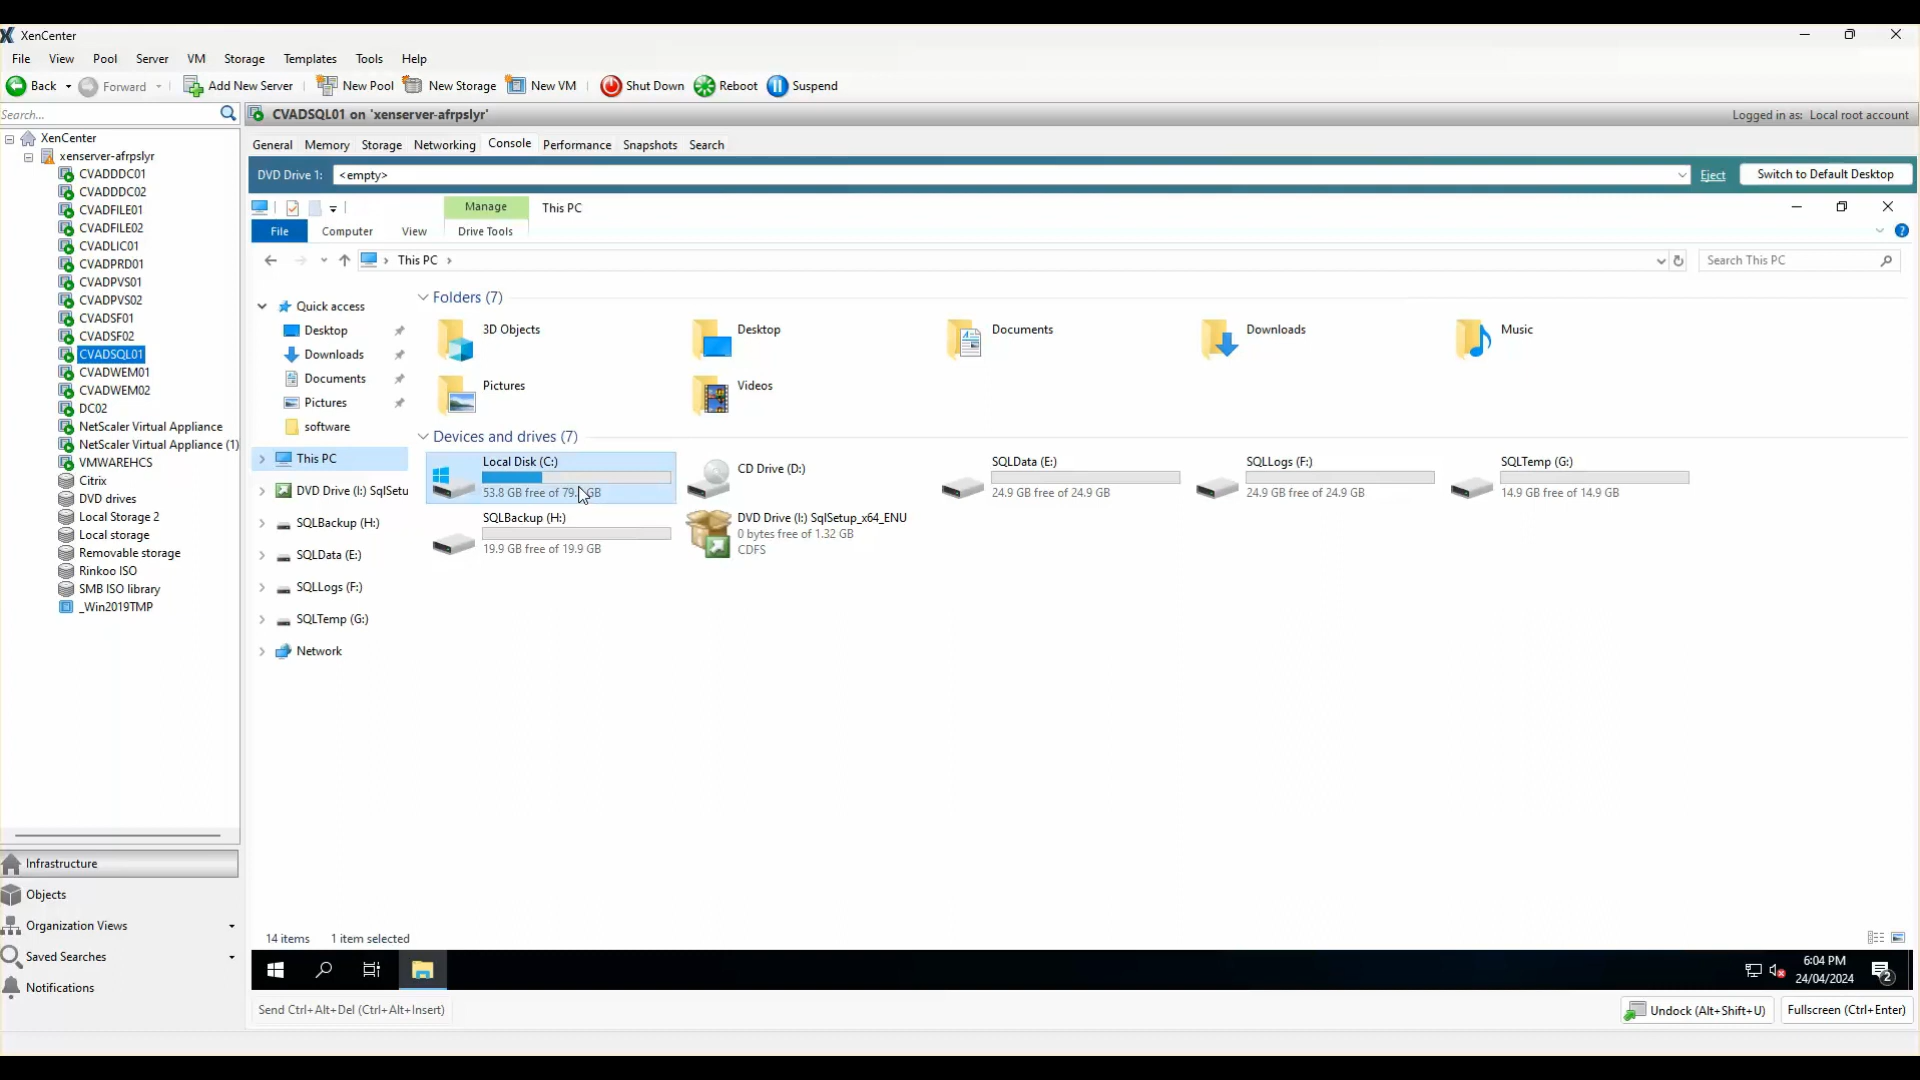 XenCenter
File View Pool Server VM Storage Templates Tools Help
Back Forward Add New Server New Pool New Storage New VM Shut Down Reboot Suspend
Search...
CVADSQL01 on 'xenserver-afrpslyr'
Logged in as: Local root account
XenCenter
xenserver-afrpslyr
CVADDDC01
CVADDDC02
CVADFILE01
CVADFILE02
CVADLIC01
CVADPRD01
CVADPVS01
CVADPVS02
CVADSF01
CVADSF02
CVADSQL01
CVADWEM01
CVADWEM02
DC02
NetScaler Virtual Appliance
NetScaler Virtual Appliance (1)
VMWAREHCS
Citrix
DVD drives
Local Storage 2
Local storage
Removable storage
Rinkoo ISO
SMB ISO library
_Win2019TMP
Infrastructure
Objects
Organization Views
Saved Searches
Notifications
General Memory Storage Networking Console Performance Snapshots Search
DVD Drive 1: <empty> Eject Switch to Default Desktop
Manage This PC
File Computer View Drive Tools
This PC
Search This PC
Quick access
Desktop
Downloads
Documents
Pictures
software
This PC
DVD Drive (I:) SqlSetu
SQLBackup (H:)
SQLData (E:)
SQLLogs (F:)
SQLTemp (G:)
Network
Folders (7)
3D Objects Desktop Documents Downloads Music
Pictures Videos
Devices and drives (7)
Local Disk (C:)
53.8 GB free of 79. GB
CD Drive (D:)
SQLData (E:)
24.9 GB free of 24.9 GB
SQLLogs (F:)
24.9 GB free of 24.9 GB
SQLTemp (G:)
14.9 GB free of 14.9 GB
SQLBackup (H:)
19.9 GB free of 19.9 GB
DVD Drive (I:) SqlSetup_x64_ENU
0 bytes free of 1.32 GB
CDFS
14 items 1 item selected
6:04 PM
24/04/2024
2
Send Ctrl+Alt+Del (Ctrl+Alt+Insert)
Undock (Alt+Shift+U) Fullscreen (Ctrl+Enter)